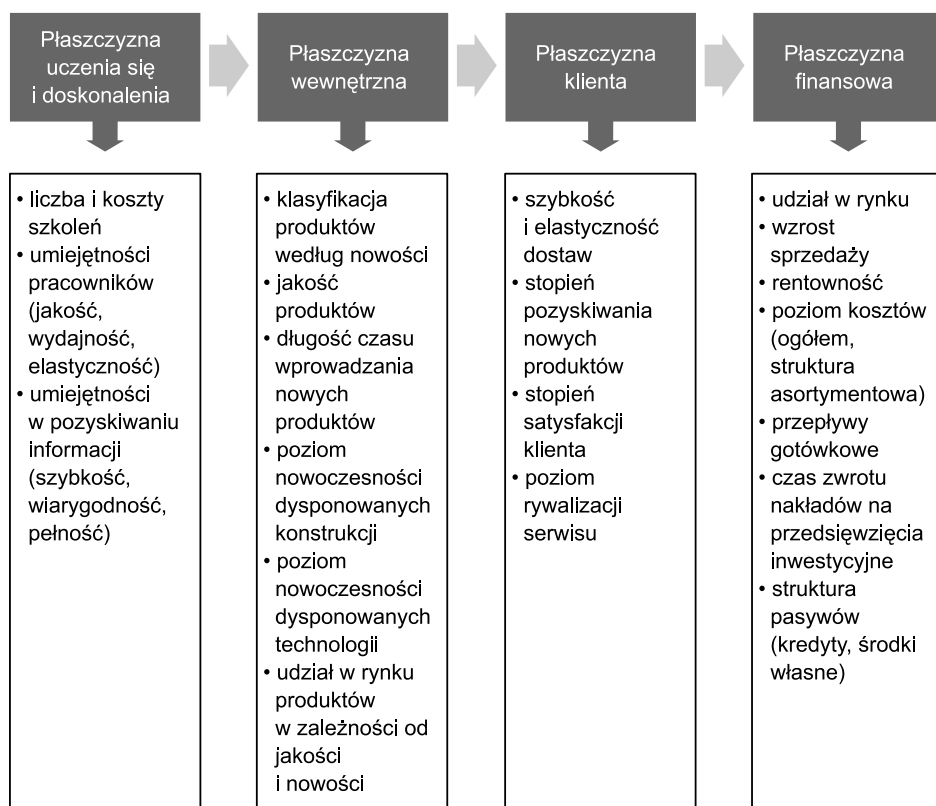 Płaszczyzna
uczenia się
i doskonalenia
Płaszczyzna
wewnętrzna
Płaszczyzna
klienta
Płaszczyzna
finansowa
• liczba i koszty
szkoleń
• umiejętności
pracowników
(jakość,
wydajność,
elastyczność)
• umiejętności
w pozyskiwaniu
informacji
(szybkość,
wiarygodność,
pełność)
• klasyfikacja
produktów
według nowości
• jakość
produktów
• długość czasu
wprowadzania
nowych
produktów
• poziom
nowoczesności
dysponowanych
konstrukcji
• poziom
nowoczesności
dysponowanych
technologii
• udział w rynku
produktów
w zależności od
jakości
i nowości
• szybkość
i elastyczność
dostaw
• stopień
pozyskiwania
nowych
produktów
• stopień
satysfakcji
klienta
• poziom
rywalizacji
serwisu
• udział w rynku
• wzrost
sprzedaży
• rentowność
• poziom kosztów
(ogółem,
struktura
asortymentowa)
• przepływy
gotówkowe
• czas zwrotu
nakładów na
przedsięwzięcia
inwestycyjne
• struktura
pasywów
(kredyty, środki
własne)